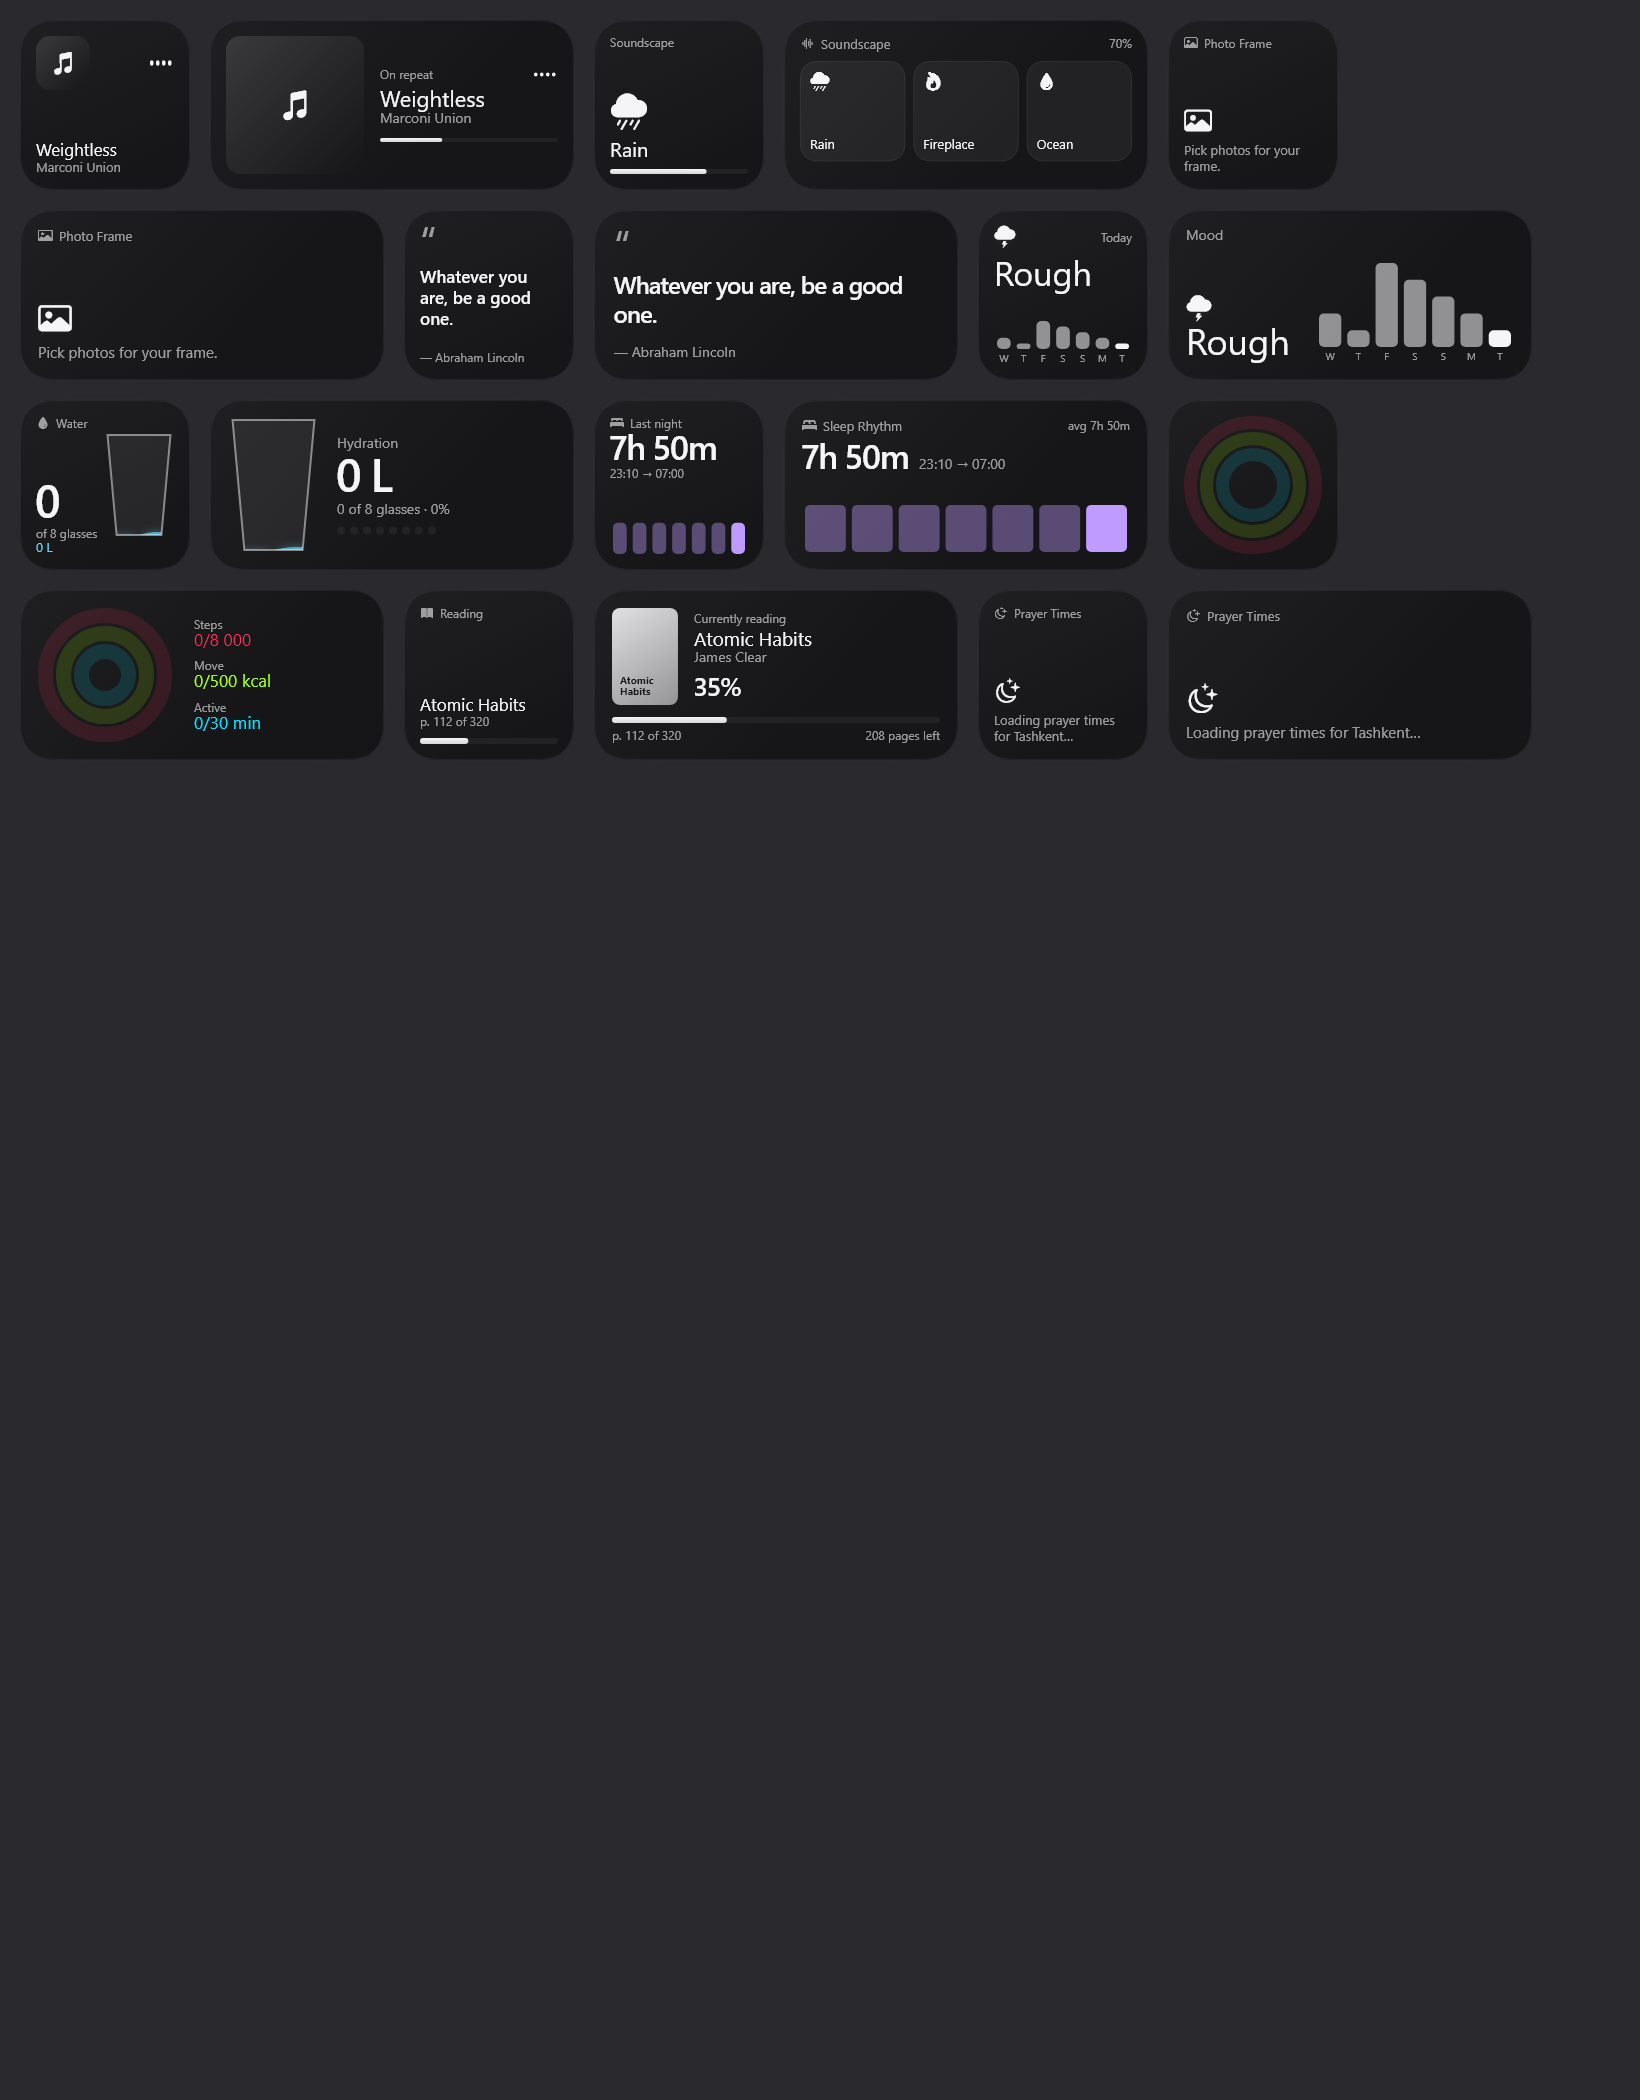 Weightless
Marconi Union
On repeat
Weightless
Marconi Union
Soundscape
Rain
Soundscape
70%
Rain
Fireplace
Ocean
Photo Frame
Pick photos for your
frame.
Photo Frame
Pick photos for your frame.
"
Whatever you
are, be a good
one.
— Abraham Lincoln
"
Whatever you are, be a good
one.
— Abraham Lincoln
Today
Rough
W T F S S M T
Mood
Rough
W T F S S M T
Water
0
of 8 glasses
0 L
Hydration
0 L
0 of 8 glasses · 0%
Last night
7h 50m
23:10 → 07:00
Sleep Rhythm
avg 7h 50m
7h 50m 23:10 → 07:00
Steps
0/8 000
Move
0/500 kcal
Active
0/30 min
Reading
Atomic Habits
p. 112 of 320
Atomic
Habits
Currently reading
Atomic Habits
James Clear
35%
p. 112 of 320
208 pages left
Prayer Times
Loading prayer times
for Tashkent...
Prayer Times
Loading prayer times for Tashkent...